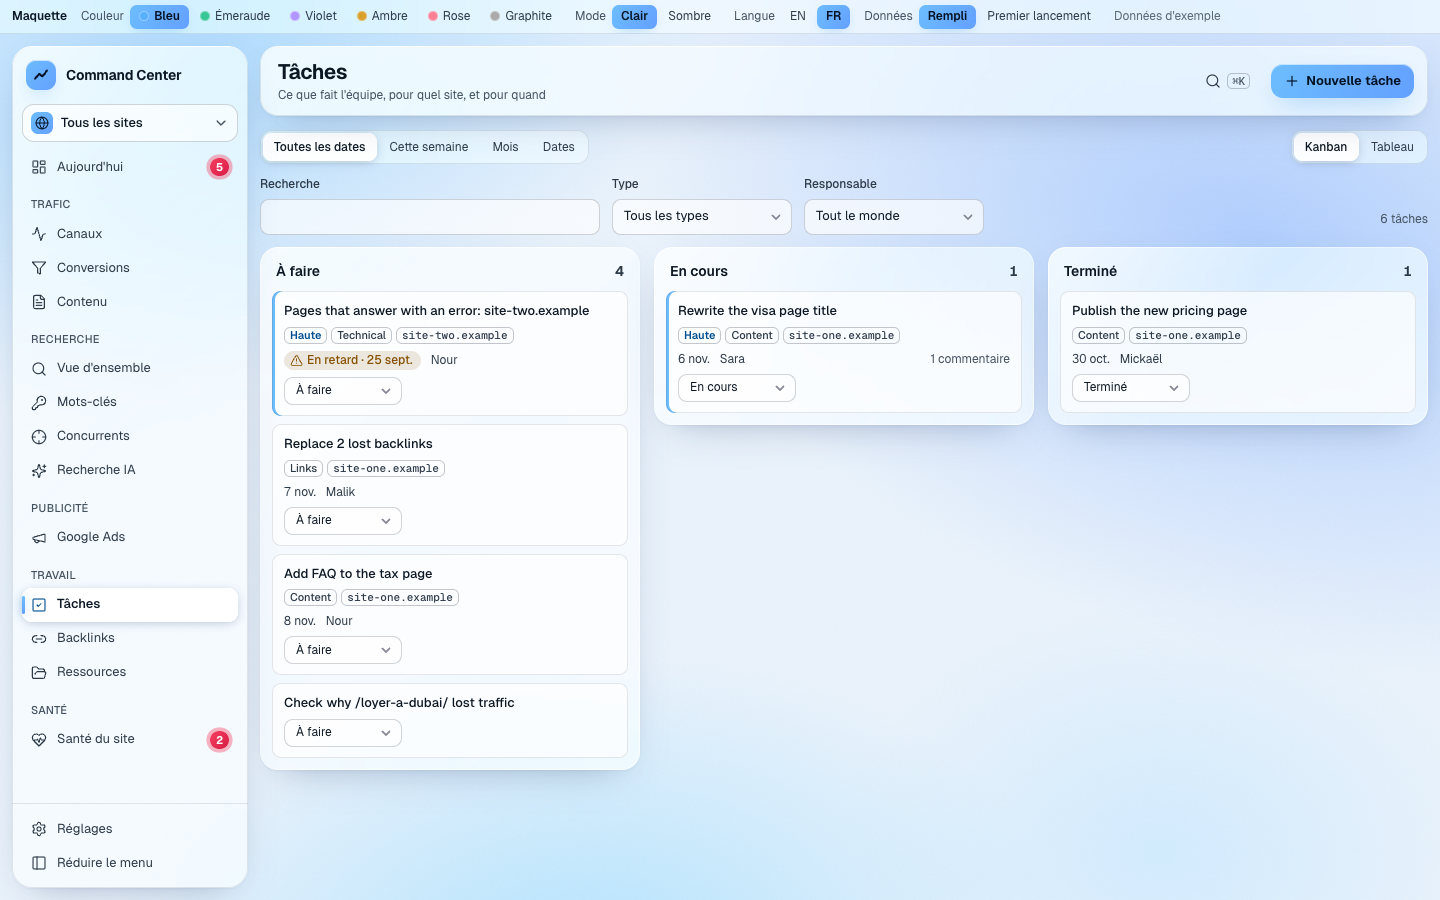 Maquette Couleur Bleu Émeraude Violet Ambre Rose Graphite Mode Clair Sombre Langue EN FR Données Rempli Premier lancement Données d'exemple
Command Center
Tous les sites
Aujourd'hui 5
TRAFIC
Canaux
Conversions
Contenu
RECHERCHE
Vue d'ensemble
Mots-clés
Concurrents
Recherche IA
PUBLICITÉ
Google Ads
TRAVAIL
Tâches
Backlinks
Ressources
SANTÉ
Santé du site 2
Réglages
Réduire le menu
Tâches
Ce que fait l'équipe, pour quel site, et pour quand
⌘K
Nouvelle tâche
Toutes les dates Cette semaine Mois Dates
Kanban Tableau
Recherche Type Responsable
Tous les types Tout le monde
6 tâches
À faire 4
Pages that answer with an error: site-two.example
Haute Technical site-two.example
En retard · 25 sept. Nour
À faire
Replace 2 lost backlinks
Links site-one.example
7 nov. Malik
À faire
Add FAQ to the tax page
Content site-one.example
8 nov. Nour
À faire
Check why /loyer-a-dubai/ lost traffic
À faire
En cours 1
Rewrite the visa page title
Haute Content site-one.example
6 nov. Sara 1 commentaire
En cours
Terminé 1
Publish the new pricing page
Content site-one.example
30 oct. Mickaël
Terminé